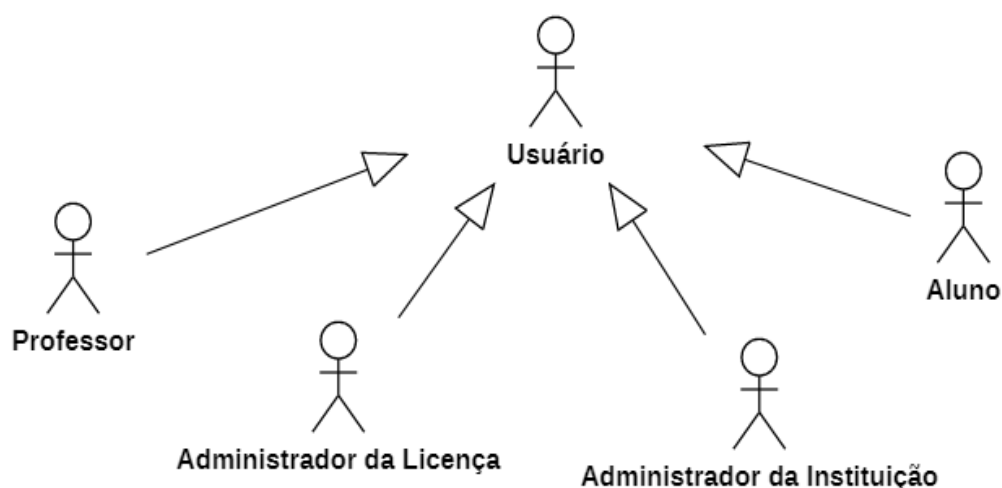 Usuário
Aluno
Professor
Administrador da Licença
Administrador da Instituição